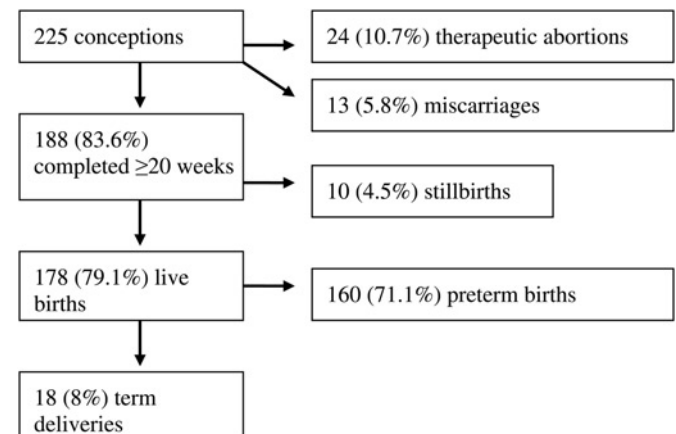 225 conceptions
24 (10.7%) therapeutic abortions
13 (5.8%) miscarriages
188 (83.6%)
completed ≥20 weeks
10 (4.5%) stillbirths
178 (79.1%) live
births
160 (71.1%) preterm births
18 (8%) term
deliveries